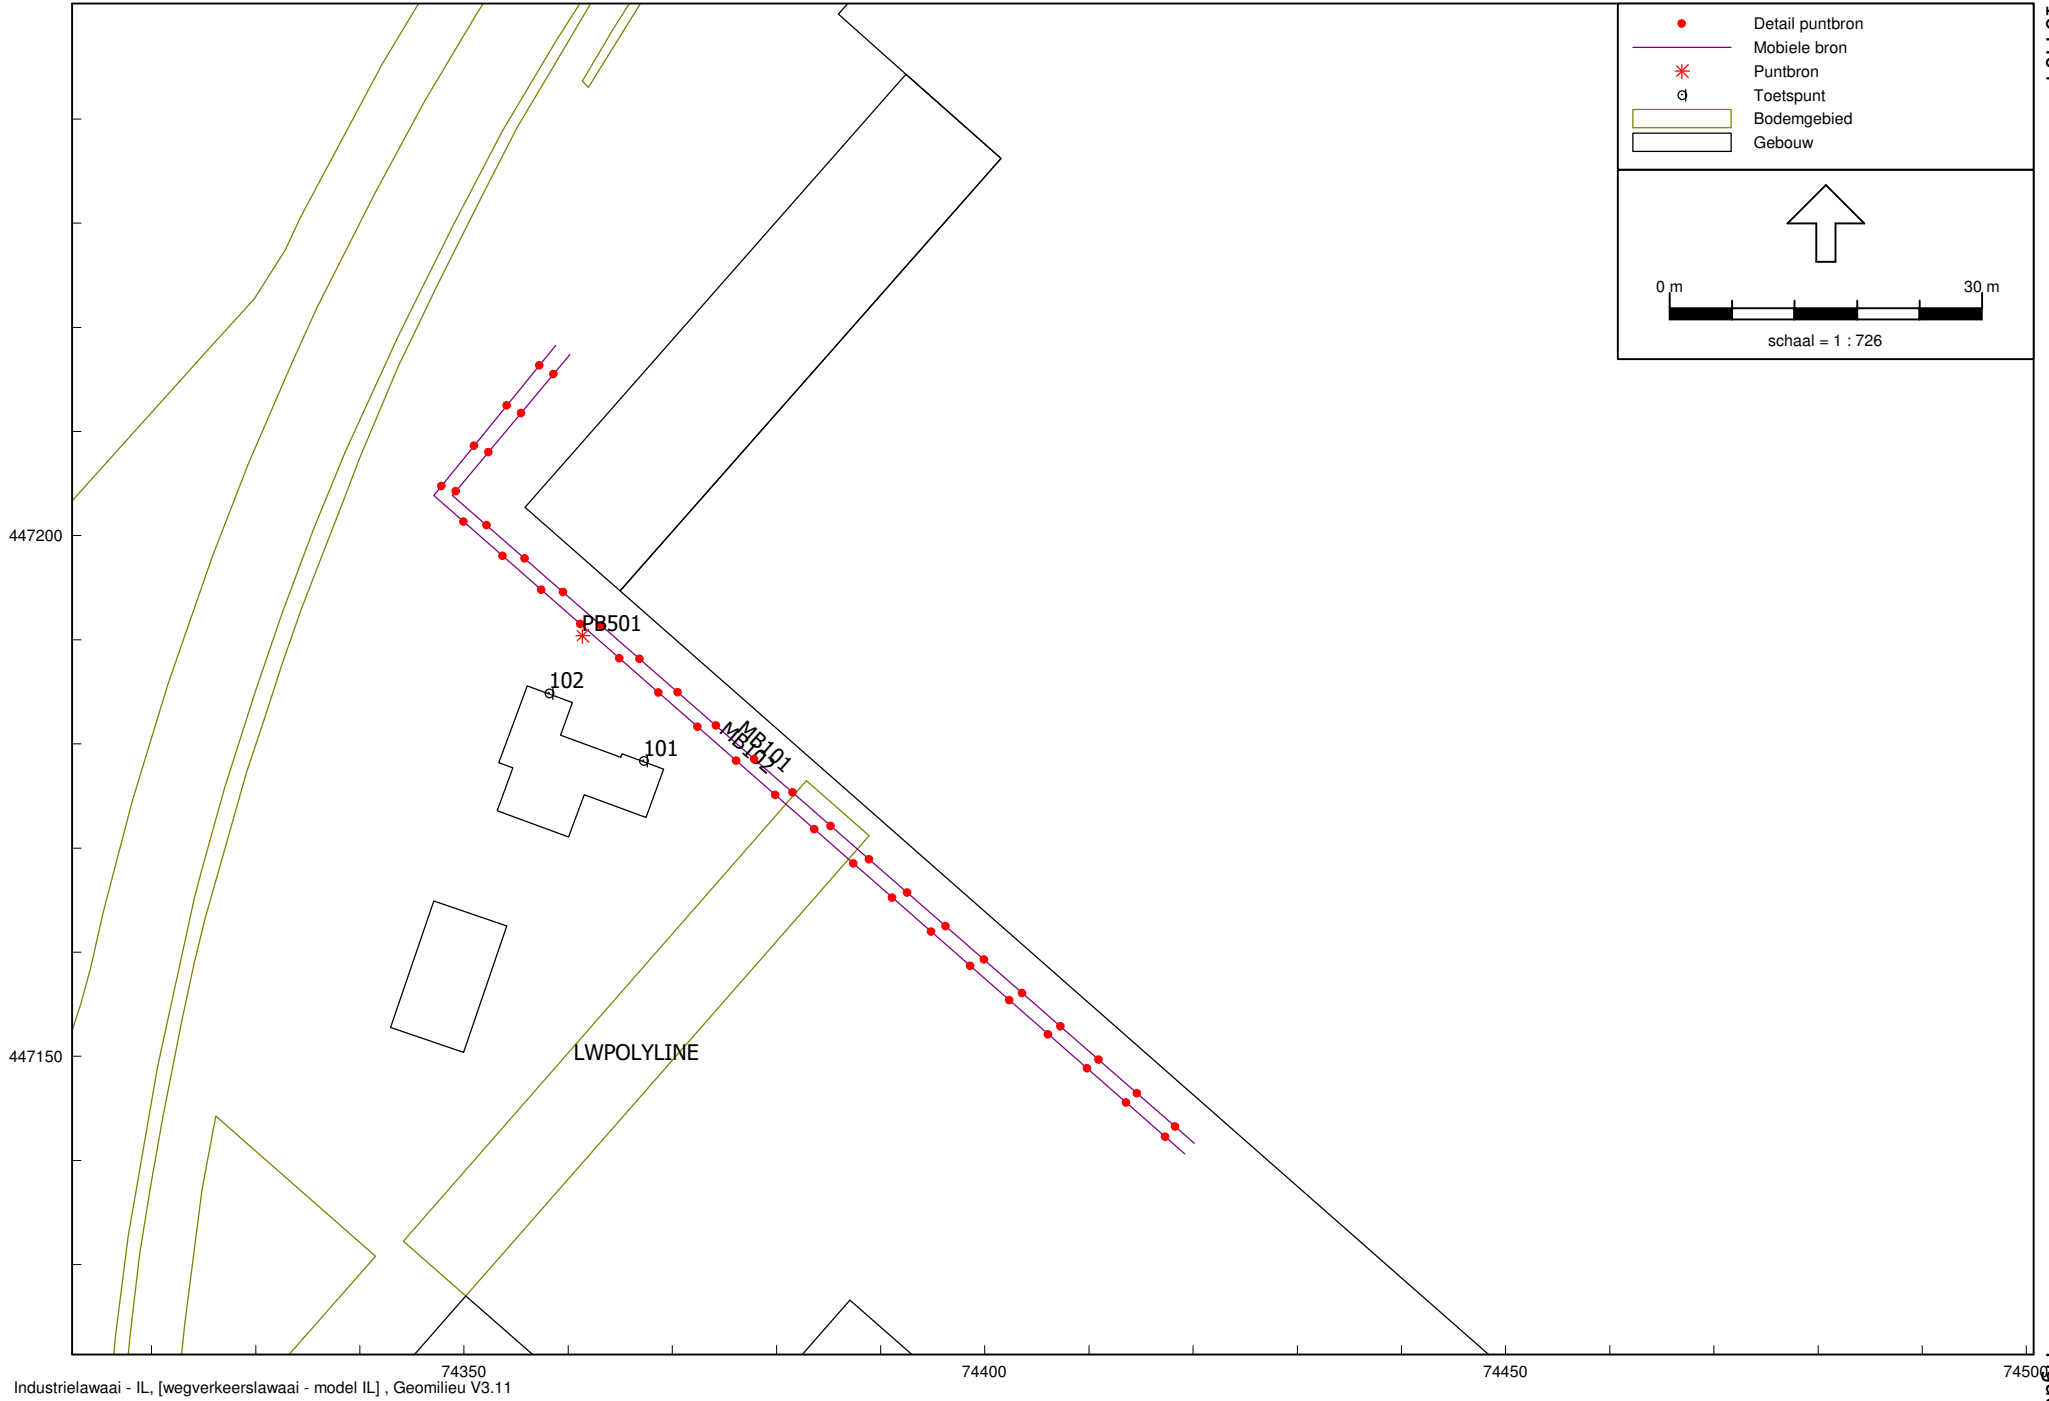 Detail puntbron
Mobiele bron
Puntbron
Toetspunt
Bodemgebied
Gebouw
0 m 30 m
schaal = 1 : 726
447200
PB501
102
101
MB101
MB102
447150
LWPOLYLINE
74350 74400 74450 74500
Industrielawaai - IL, [wegverkeerslawaai - model IL] , Geomilieu V3.11